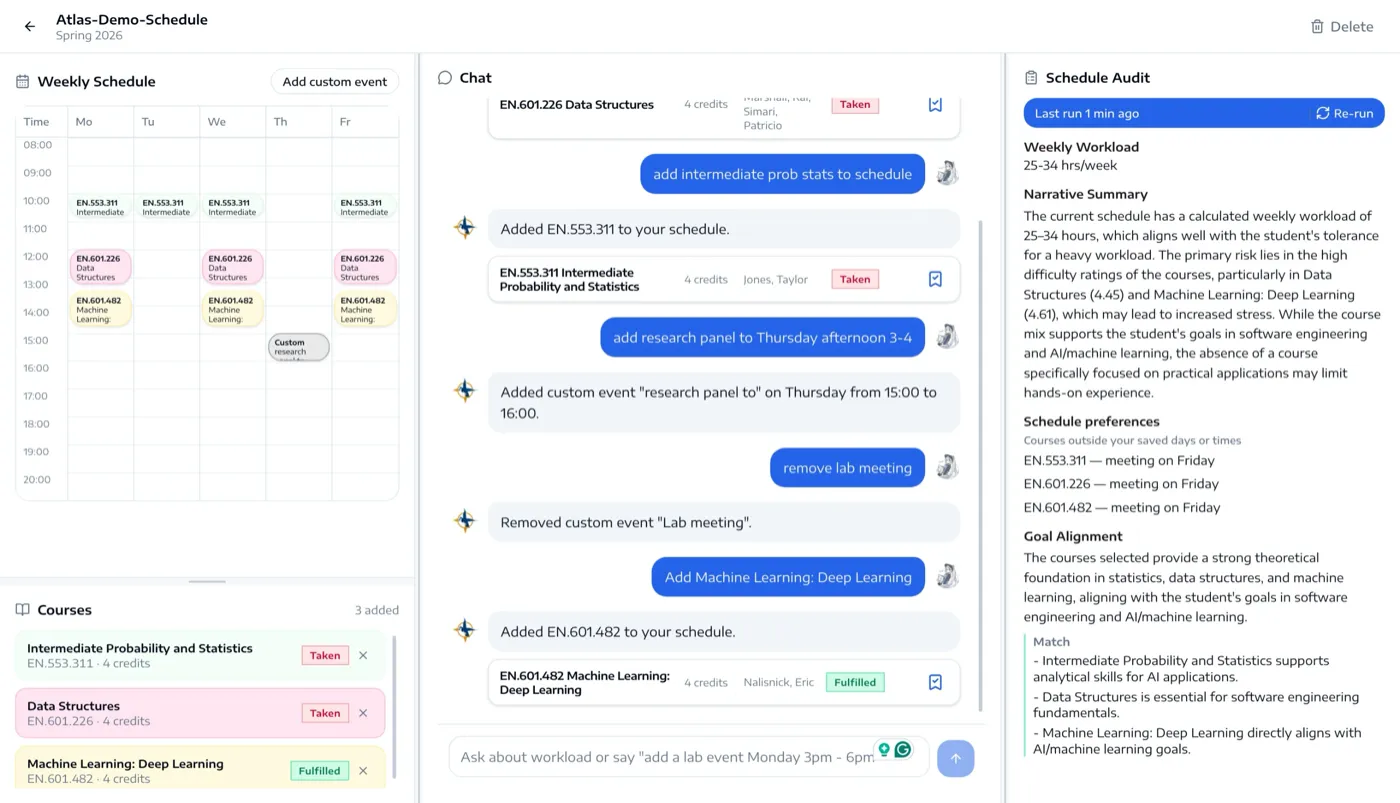 Atlas-Demo-Schedule
Spring 2026
Delete
Weekly Schedule
Add custom event
Time Mo Tu We Th Fr
08:00
09:00
10:00
11:00
12:00
13:00
14:00
15:00
16:00
17:00
18:00
19:00
20:00
EN.553.311
Intermediate
EN.553.311
Intermediate
EN.553.311
Intermediate
EN.553.311
Intermediate
EN.601.226
Data
Structures
EN.601.226
Data
Structures
EN.601.226
Data
Structures
EN.601.482
Machine
Learning:
EN.601.482
Machine
Learning:
EN.601.482
Machine
Learning:
Custom
research
Courses
3 added
Intermediate Probability and Statistics
EN.553.311 · 4 credits
Taken
Data Structures
EN.601.226 · 4 credits
Taken
Machine Learning: Deep Learning
EN.601.482 · 4 credits
Fulfilled
Chat
EN.601.226 Data Structures
4 credits
Simari,
Patricio
Taken
add intermediate prob stats to schedule
Added EN.553.311 to your schedule.
EN.553.311 Intermediate
Probability and Statistics
4 credits
Jones, Taylor
Taken
add research panel to Thursday afternoon 3-4
Added custom event "research panel to" on Thursday from 15:00 to
16:00.
remove lab meeting
Removed custom event "Lab meeting".
Add Machine Learning: Deep Learning
Added EN.601.482 to your schedule.
EN.601.482 Machine Learning:
Deep Learning
4 credits
Nalisnick, Eric
Fulfilled
Ask about workload or say "add a lab event Monday 3pm - 6pm
Schedule Audit
Last run 1 min ago
Re-run
Weekly Workload
25-34 hrs/week
Narrative Summary
The current schedule has a calculated weekly workload of
25–34 hours, which aligns well with the student's tolerance
for a heavy workload. The primary risk lies in the high
difficulty ratings of the courses, particularly in Data
Structures (4.45) and Machine Learning: Deep Learning
(4.61), which may lead to increased stress. While the course
mix supports the student's goals in software engineering
and AI/machine learning, the absence of a course
specifically focused on practical applications may limit
hands-on experience.
Schedule preferences
Courses outside your saved days or times
EN.553.311 — meeting on Friday
EN.601.226 — meeting on Friday
EN.601.482 — meeting on Friday
Goal Alignment
The courses selected provide a strong theoretical
foundation in statistics, data structures, and machine
learning, aligning with the student's goals in software
engineering and AI/machine learning.
Match
- Intermediate Probability and Statistics supports
analytical skills for AI applications.
- Data Structures is essential for software engineering
fundamentals.
- Machine Learning: Deep Learning directly aligns with
AI/machine learning goals.